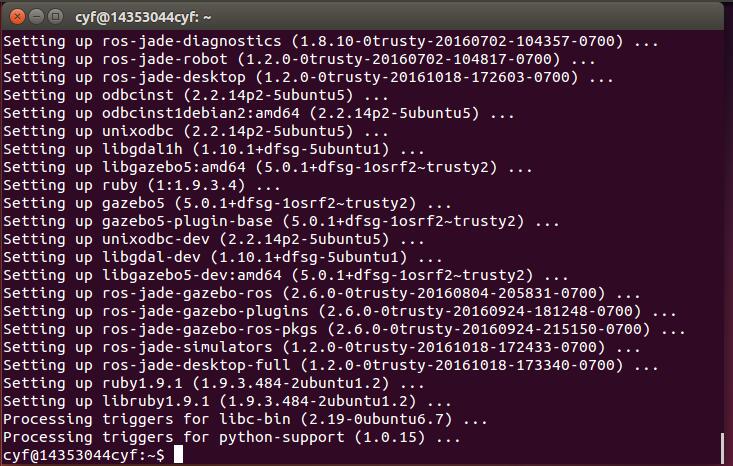 cyf@14353044cyf: ~
Setting up ros-jade-diagnostics (1.8.10-0trusty-20160702-104357-0700) ...
Setting up ros-jade-robot (1.2.0-0trusty-20160702-104817-0700) ...
Setting up ros-jade-desktop (1.2.0-0trusty-20161018-172603-0700) ...
Setting up odbcinst (2.2.14p2-5ubuntu5) ...
Setting up odbcinst1debian2:amd64 (2.2.14p2-5ubuntu5) ...
Setting up unixodbc (2.2.14p2-5ubuntu5) ...
Setting up libgdal1h (1.10.1+dfsg-5ubuntu1) ...
Setting up libgazebo5:amd64 (5.0.1+dfsg-1osrf2~trusty2) ...
Setting up ruby (1:1.9.3.4) ...
Setting up gazebo5 (5.0.1+dfsg-1osrf2~trusty2) ...
Setting up gazebo5-plugin-base (5.0.1+dfsg-1osrf2~trusty2) ...
Setting up unixodbc-dev (2.2.14p2-5ubuntu5) ...
Setting up libgdal-dev (1.10.1+dfsg-5ubuntu1) ...
Setting up libgazebo5-dev:amd64 (5.0.1+dfsg-1osrf2~trusty2) ...
Setting up ros-jade-gazebo-ros (2.6.0-0trusty-20160804-205831-0700) ...
Setting up ros-jade-gazebo-plugins (2.6.0-0trusty-20160924-181248-0700) ...
Setting up ros-jade-gazebo-ros-pkgs (2.6.0-0trusty-20160924-215150-0700) ...
Setting up ros-jade-simulators (1.2.0-0trusty-20161018-172433-0700) ...
Setting up ros-jade-desktop-full (1.2.0-0trusty-20161018-173340-0700) ...
Setting up ruby1.9.1 (1.9.3.484-2ubuntu1.2) ...
Setting up libruby1.9.1 (1.9.3.484-2ubuntu1.2) ...
Processing triggers for libc-bin (2.19-0ubuntu6.7) ...
Processing triggers for python-support (1.0.15) ...
cyf@14353044cyf:~$